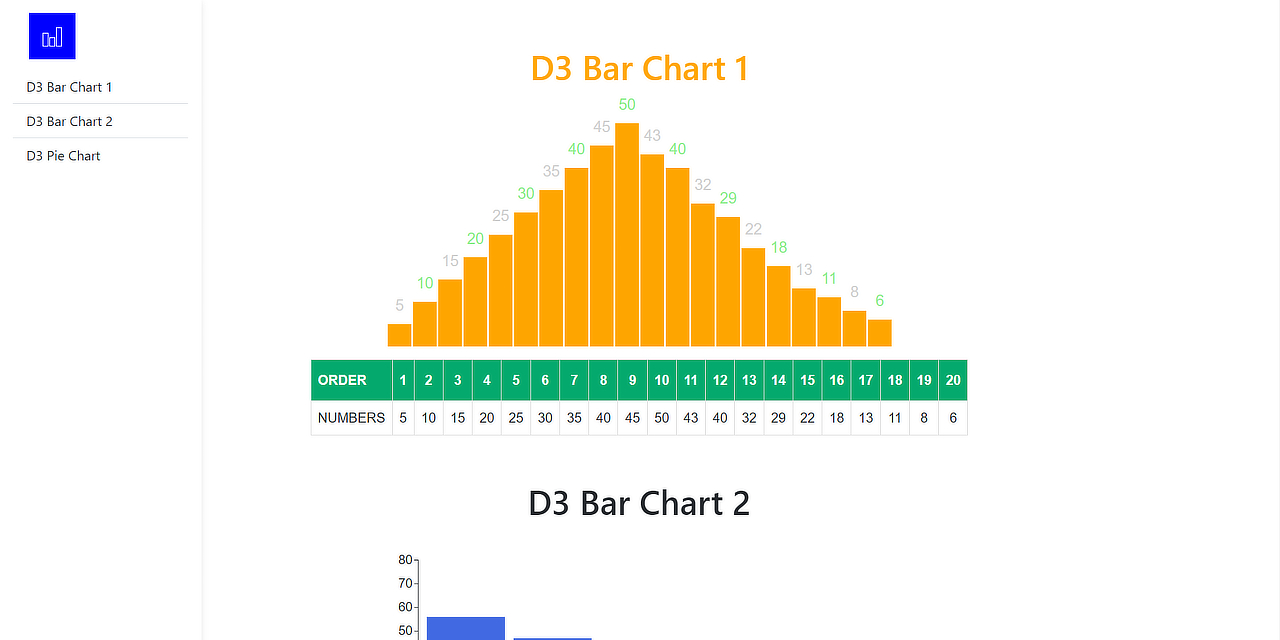 D3 Bar Chart 1
D3 Bar Chart 2
D3 Pie Chart
D3 Bar Chart 1
5 10 15 20 25 30 35 40 45 50 43 40 32 29 22 18 13 11 8 6
ORDER 1 2 3 4 5 6 7 8 9 10 11 12 13 14 15 16 17 18 19 20
NUMBERS 5 10 15 20 25 30 35 40 45 50 43 40 32 29 22 18 13 11 8 6
D3 Bar Chart 2
80
70
60
50